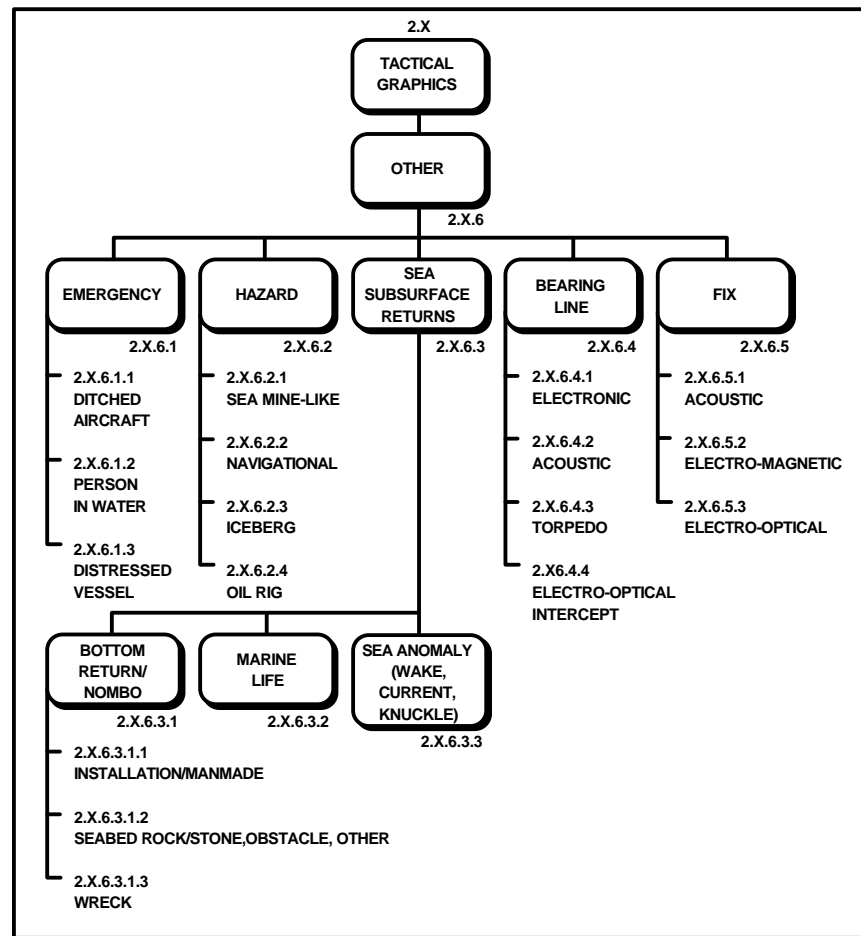 2.X
TACTICAL
GRAPHICS
OTHER
2.X.6
EMERGENCY
2.X.6.1
2.X.6.1.1
DITCHED
AIRCRAFT
2.X.6.1.2
PERSON
IN WATER
2.X.6.1.3
DISTRESSED
VESSEL
HAZARD
2.X.6.2
2.X.6.2.1
SEA MINE-LIKE
2.X.6.2.2
NAVIGATIONAL
2.X.6.2.3
ICEBERG
2.X.6.2.4
OIL RIG
SEA
SUBSURFACE
RETURNS
2.X.6.3
BEARING
LINE
2.X.6.4
2.X.6.4.1
ELECTRONIC
2.X.6.4.2
ACOUSTIC
2.X.6.4.3
TORPEDO
2.X6.4.4
ELECTRO-OPTICAL
INTERCEPT
FIX
2.X.6.5
2.X.6.5.1
ACOUSTIC
2.X.6.5.2
ELECTRO-MAGNETIC
2.X.6.5.3
ELECTRO-OPTICAL
BOTTOM
RETURN/
NOMBO
2.X.6.3.1
2.X.6.3.1.1
INSTALLATION/MANMADE
2.X.6.3.1.2
SEABED ROCK/STONE,OBSTACLE, OTHER
2.X.6.3.1.3
WRECK
MARINE
LIFE
2.X.6.3.2
SEA ANOMALY
(WAKE,
CURRENT,
KNUCKLE)
2.X.6.3.3